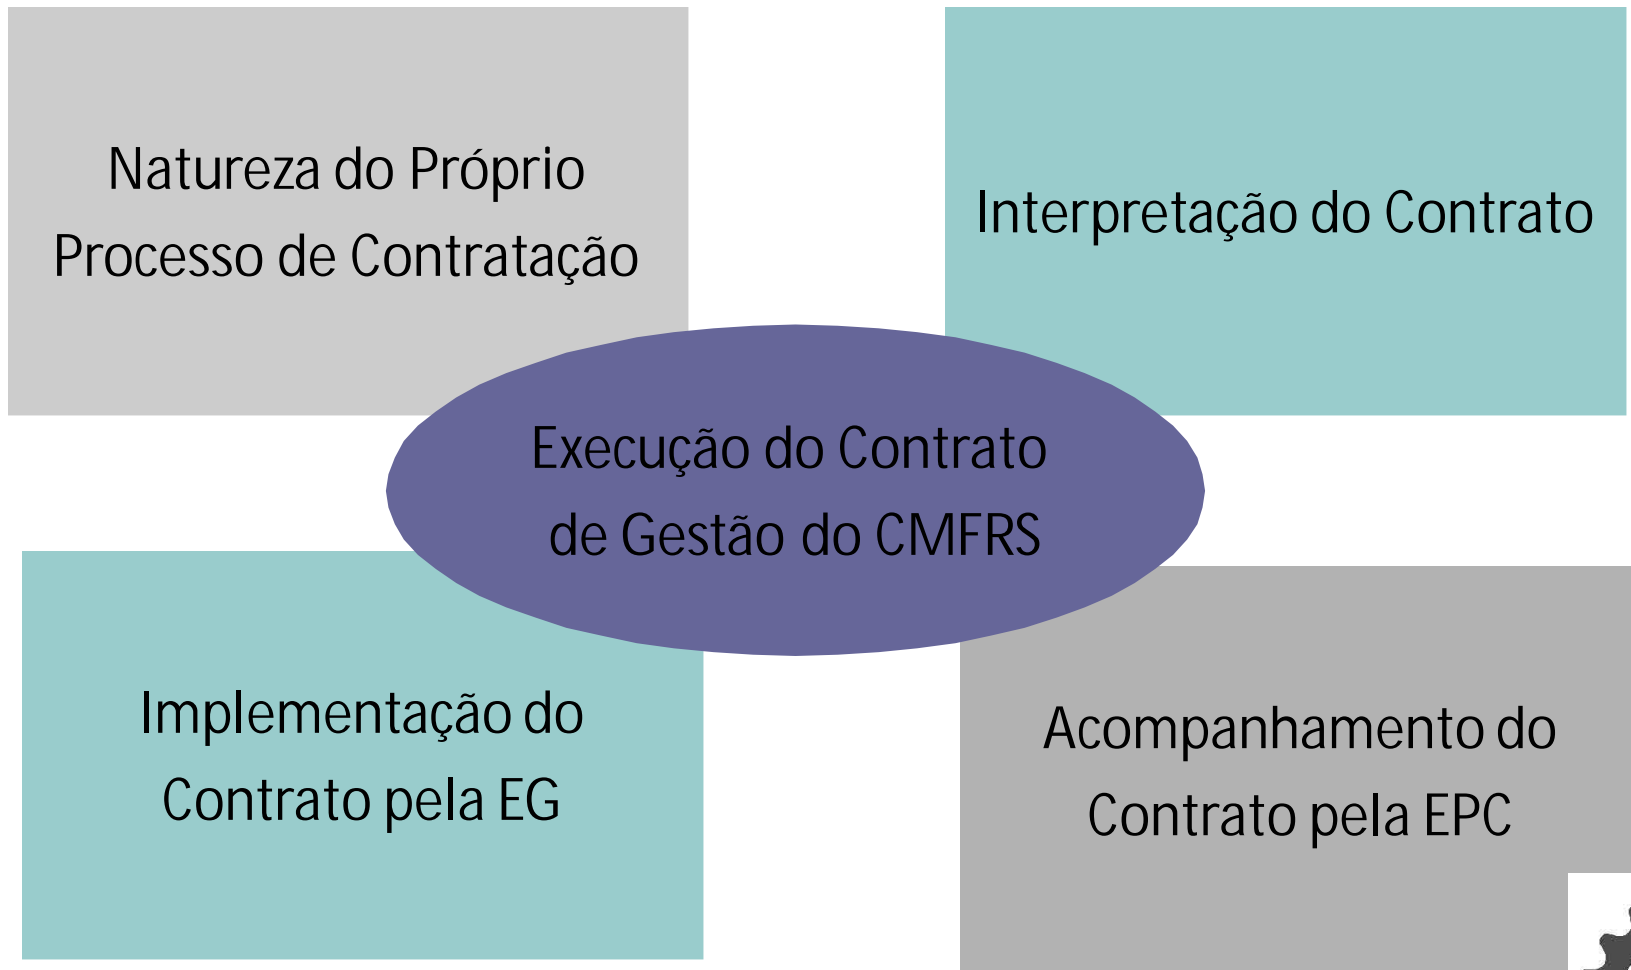 Natureza do Próprio
Processo de Contratação
Interpretação do Contrato
Execução do Contrato
de Gestão do CMFRS
Implementação do
Contrato pela EG
Acompanhamento do
Contrato pela EPC